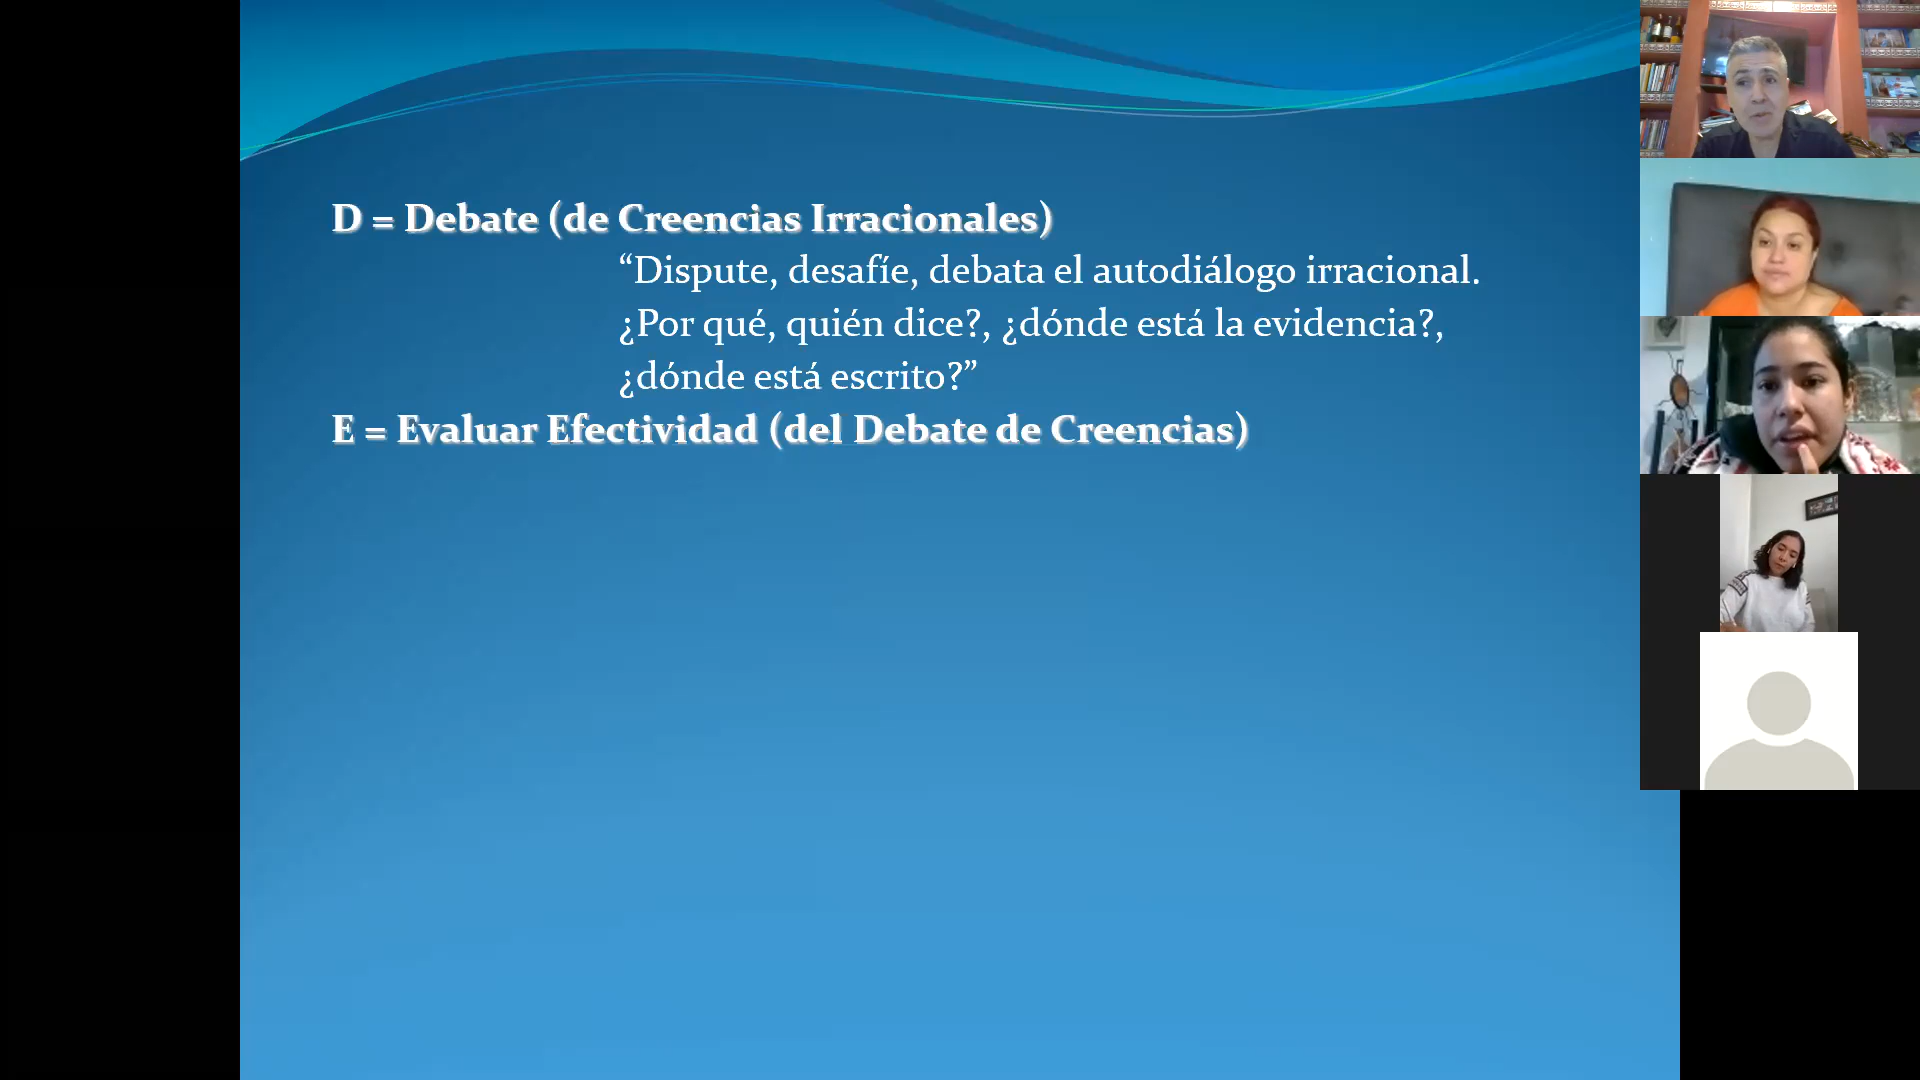 D = Debate (de Creencias Irracionales)
“Dispute, desafíe, debata el autodiálogo irracional.
¿Por qué, quién dice?, ¿dónde está la evidencia?,
¿dónde está escrito?”
E = Evaluar Efectividad (del Debate de Creencias)